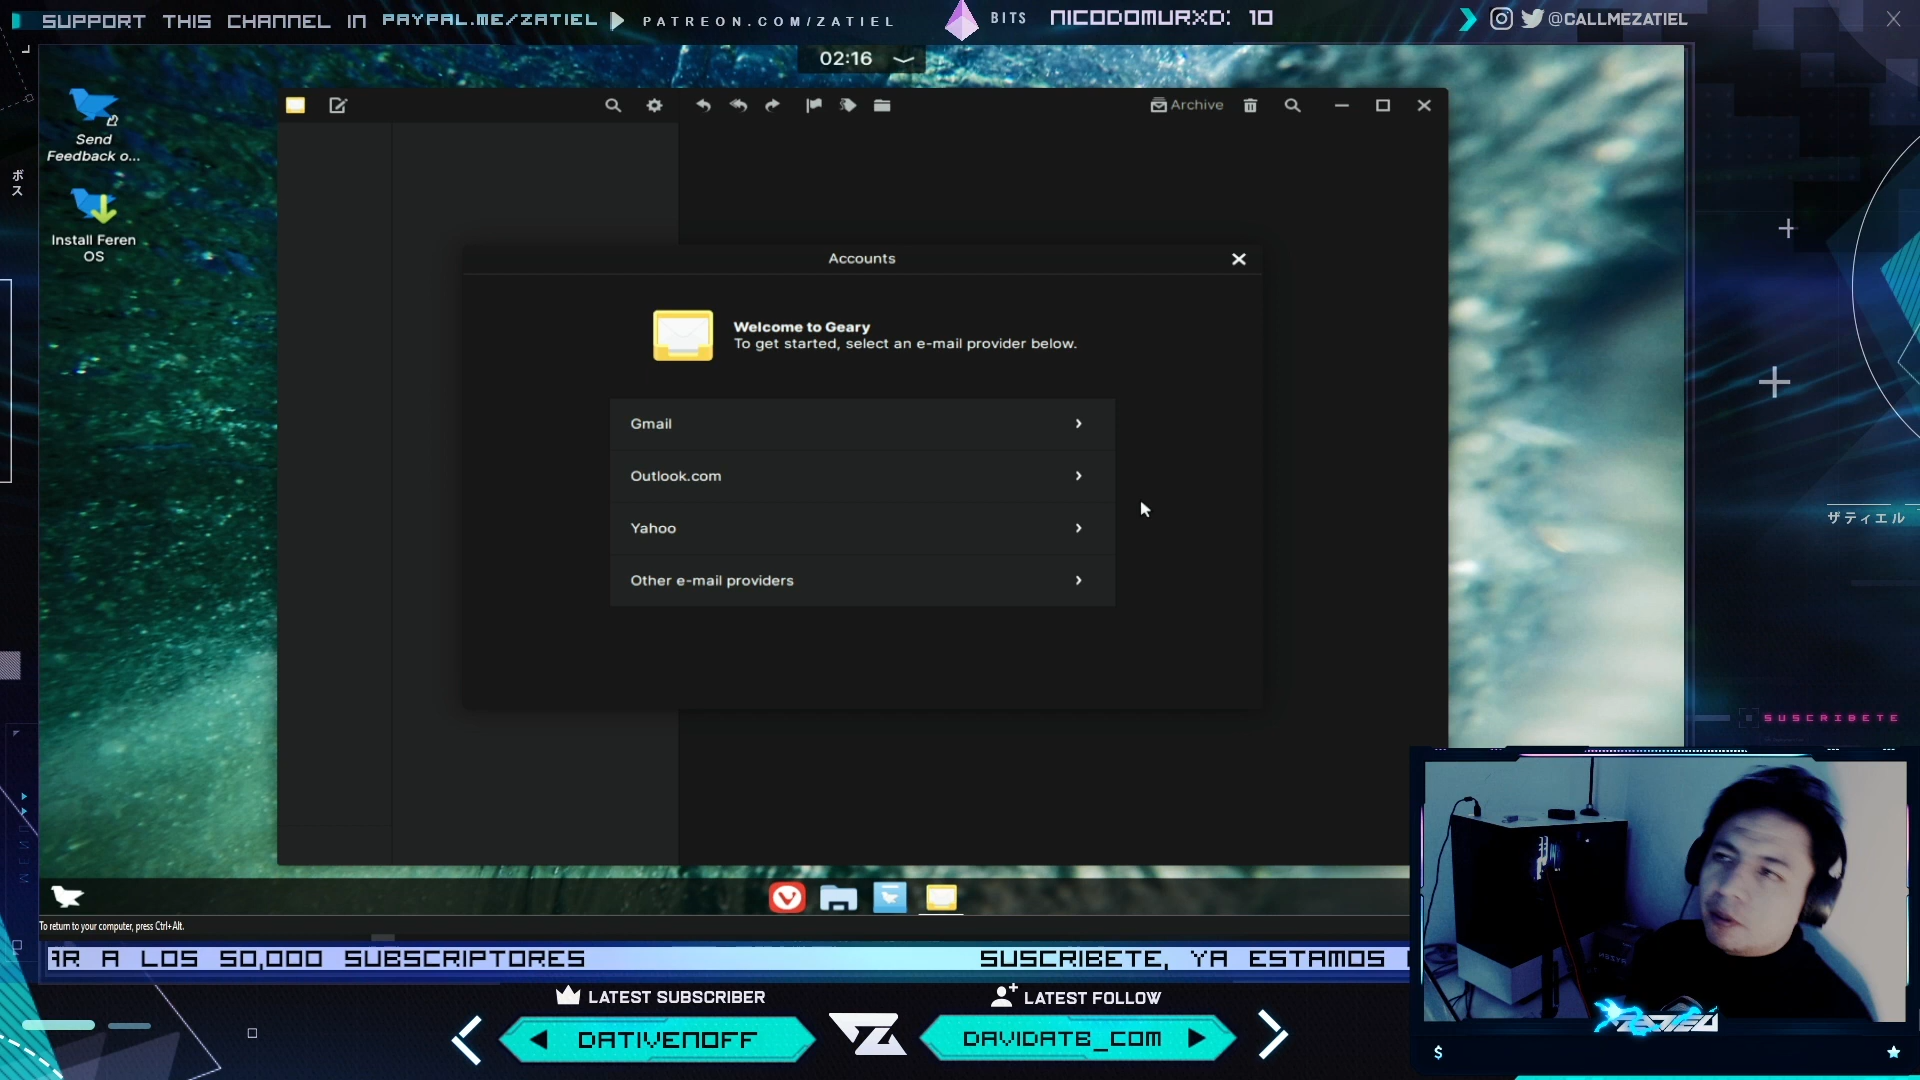 SUPPORT THIS CHANNEL IN PAYPAL.ME/ZATIEL PATREON.COM/ZATIEL
BITS NICODOMURXD: 10
@CALLMEZATIEL
02:16
Send
Feedback o...
Install Feren
OS
ボス
Archive
Accounts
Welcome to Geary
To get started, select an e-mail provider below.
Gmail
Outlook.com
Yahoo
Other e-mail providers
ザティエル
SUSCRIBETE
To return to your computer, press Ctrl+Alt.
AR A LOS 50,000 SUBSCRIPTORES SUSCRIBETE, YA ESTAMOS
LATEST SUBSCRIBER
DATIVENOFF
LATEST FOLLOW
DAVIDATB_COM
$